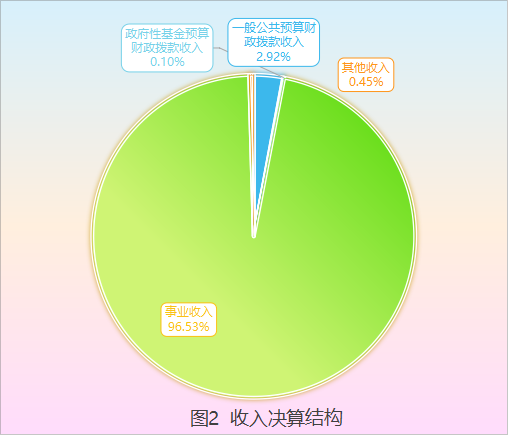 政府性基金预算
财政拨款收入
0.10%
一般公共预算财
政拨款收入
2.92%
其他收入
0.45%
事业收入
96.53%
图2 收入决算结构